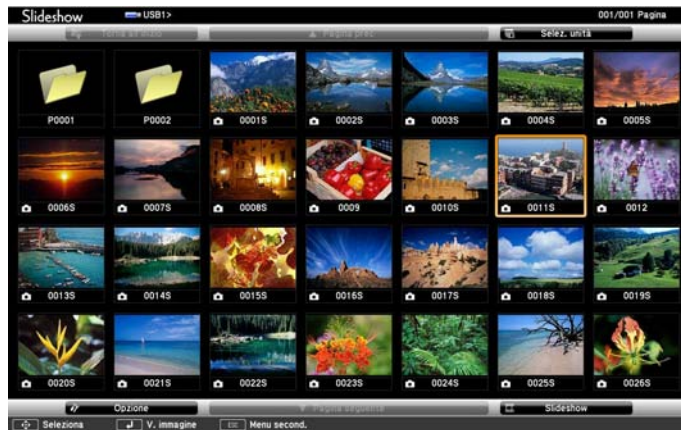 Slideshow USB1> 001/001 Pagina
Torna all'inizio Pagina prec. Selez. unità
P0001 P0002 0001S 0002S 0003S 0004S 0005S
0006S 0007S 0008S 0009 0010S 0011S 0012
0013S 0014S 0015S 0016S 0017S 0018S 0019S
0020S 0021S 0022S 0023S 0024S 0025S 0026S
Opzione Pagina seguente Slideshow
Seleziona V. immagine Menu second.